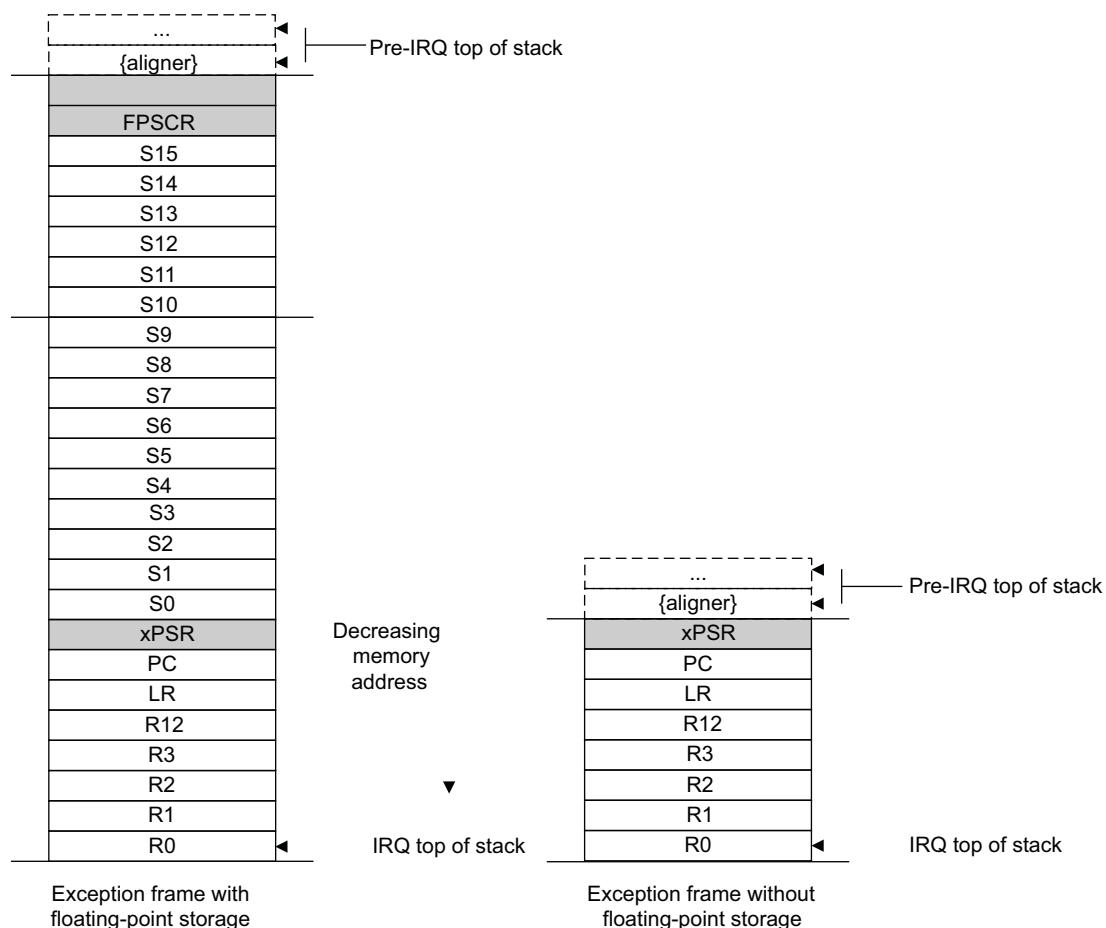 ...
Pre-IRQ top of stack
{aligner}
FPSCR
S15
S14
S13
S12
S11
S10
S9
S8
S7
S6
S5
S4
S3
S2
S1
S0
xPSR
PC
LR
R12
R3
R2
R1
R0
IRQ top of stack
Exception frame with
floating-point storage
Decreasing
memory
address
...
Pre-IRQ top of stack
{aligner}
xPSR
PC
LR
R12
R3
R2
R1
R0
IRQ top of stack
Exception frame without
floating-point storage